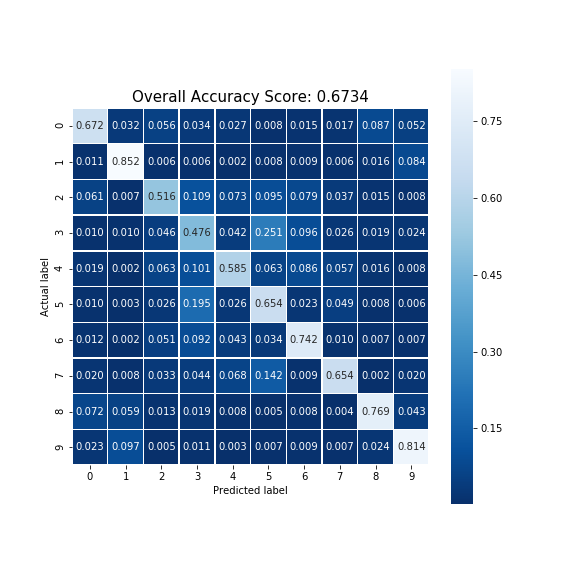 Overall Accuracy Score: 0.6734
0 0.672 0.032 0.056 0.034 0.027 0.008 0.015 0.017 0.087 0.052
1 0.011 0.852 0.006 0.006 0.002 0.008 0.009 0.006 0.016 0.084
2 0.061 0.007 0.516 0.109 0.073 0.095 0.079 0.037 0.015 0.008
3 0.010 0.010 0.046 0.476 0.042 0.251 0.096 0.026 0.019 0.024
4 0.019 0.002 0.063 0.101 0.585 0.063 0.086 0.057 0.016 0.008
5 0.010 0.003 0.026 0.195 0.026 0.654 0.023 0.049 0.008 0.006
6 0.012 0.002 0.051 0.092 0.043 0.034 0.742 0.010 0.007 0.007
7 0.020 0.008 0.033 0.044 0.068 0.142 0.009 0.654 0.002 0.020
8 0.072 0.059 0.013 0.019 0.008 0.005 0.008 0.004 0.769 0.043
9 0.023 0.097 0.005 0.011 0.003 0.007 0.009 0.007 0.024 0.814
0 1 2 3 4 5 6 7 8 9
Predicted label
Actual label
0.75
0.60
0.45
0.30
0.15